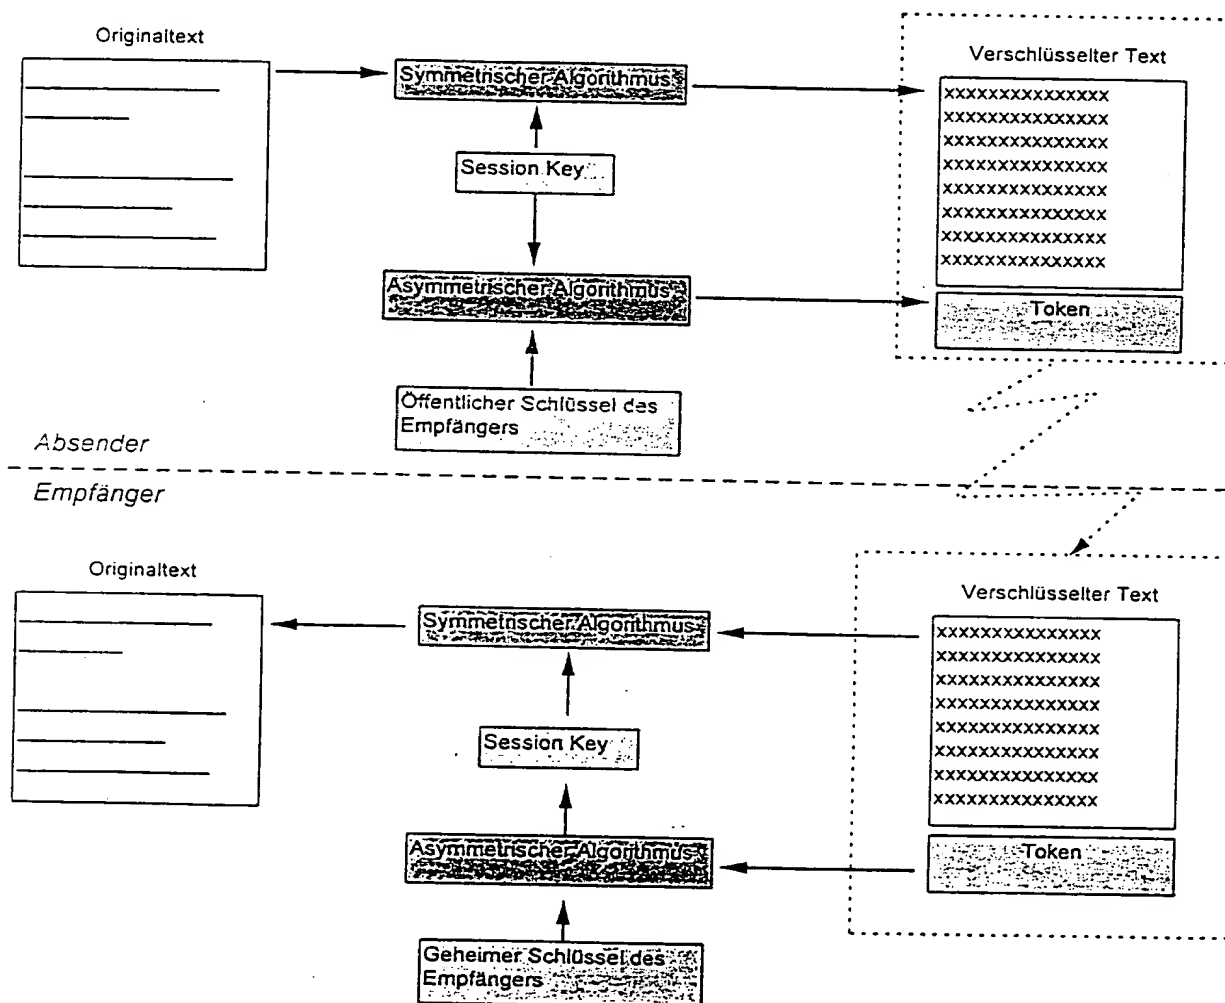 Originaltext
Verschlüsselter Text
Symmetrischer Algorithmus
xxxxxxxxxxxxxxx
xxxxxxxxxxxxxxx
xxxxxxxxxxxxxxx
xxxxxxxxxxxxxxx
xxxxxxxxxxxxxxx
xxxxxxxxxxxxxxx
xxxxxxxxxxxxxxx
xxxxxxxxxxxxxxx
Session Key
Asymmetrischer Algorithmus
Token
Öffentlicher Schlüssel des
Empfängers
Absender
Empfänger
Originaltext
Verschlüsselter Text
Symmetrischer Algorithmus
xxxxxxxxxxxxxxx
xxxxxxxxxxxxxxx
xxxxxxxxxxxxxxx
xxxxxxxxxxxxxxx
xxxxxxxxxxxxxxx
xxxxxxxxxxxxxxx
xxxxxxxxxxxxxxx
xxxxxxxxxxxxxxx
Session Key
Asymmetrischer Algorithmus
Token
Geheimer Schlüssel des
Empfängers